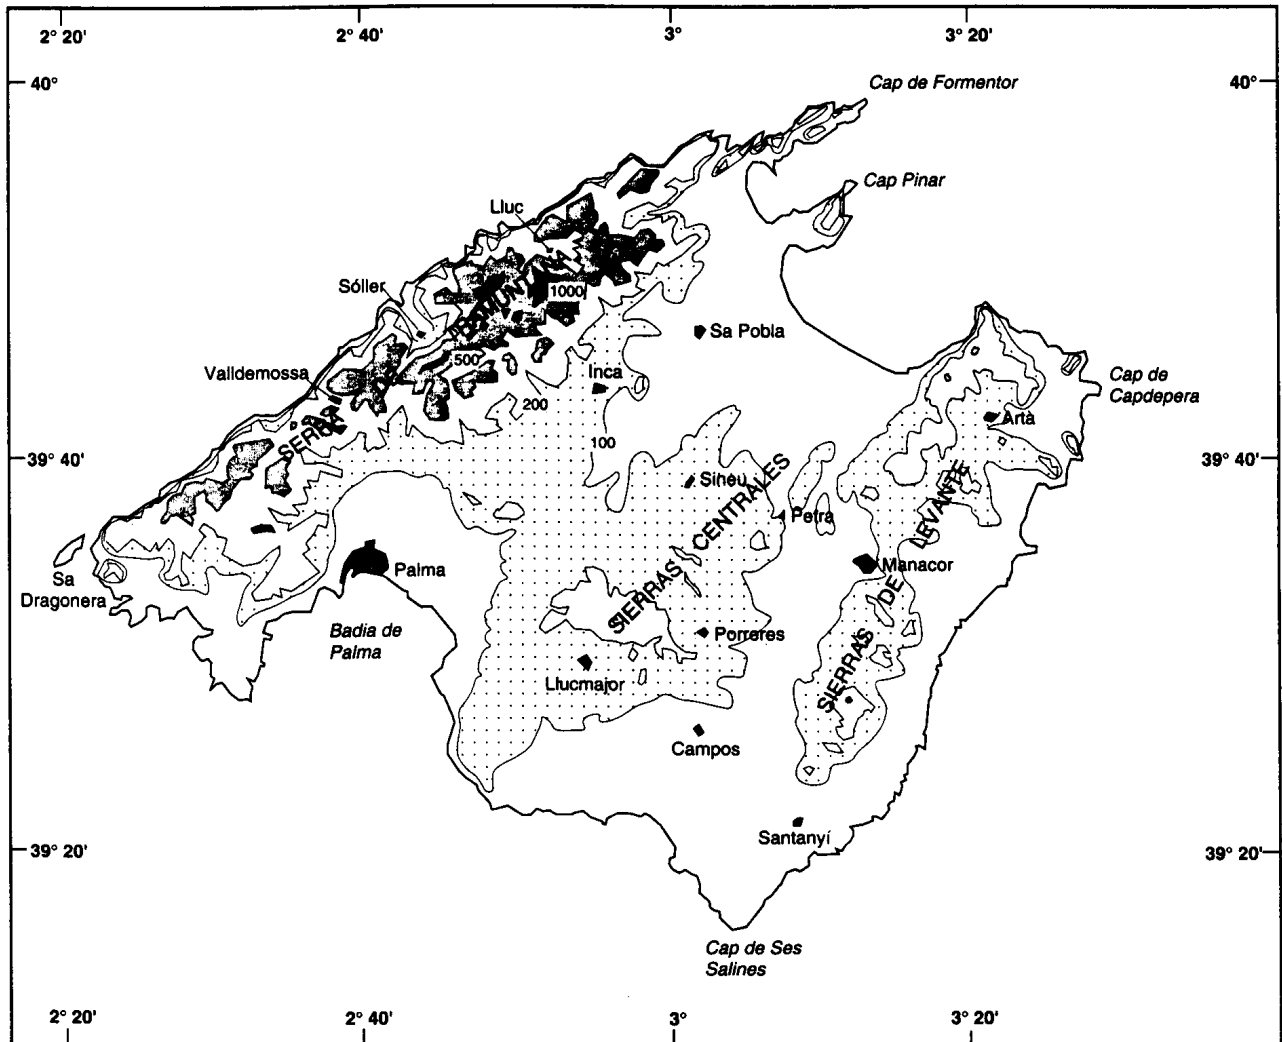 2° 20'
2° 40'
3°
3° 20'
40°
40°
Cap de Formentor
Cap Pinar
Lluc
Sóller
1000
Sa Pobla
Valldemossa
500
Inca
200
100
Cap de
Capdepera
Artà
SERRA DE TRAMUNTANA
39° 40'
39° 40'
Sineu
SIERRAS CENTRALES
Petra
SIERRAS DE LEVANTE
Manacor
Palma
Sa
Dragonera
Badia de
Palma
Porreres
Llucmajor
Campos
Santanyí
39° 20'
39° 20'
Cap de Ses
Salines
2° 20'
2° 40'
3°
3° 20'